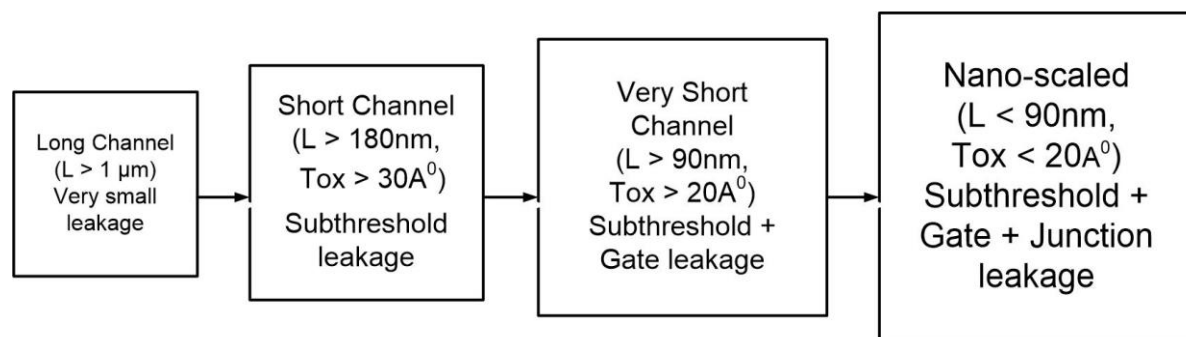 Long Channel
(L > 1 µm)
Very small
leakage
Short Channel
(L > 180nm,
Tox > 30A⁰)
Subthreshold
leakage
Very Short
Channel
(L > 90nm,
Tox > 20A⁰)
Subthreshold +
Gate leakage
Nano-scaled
(L < 90nm,
Tox < 20A⁰)
Subthreshold +
Gate + Junction
leakage